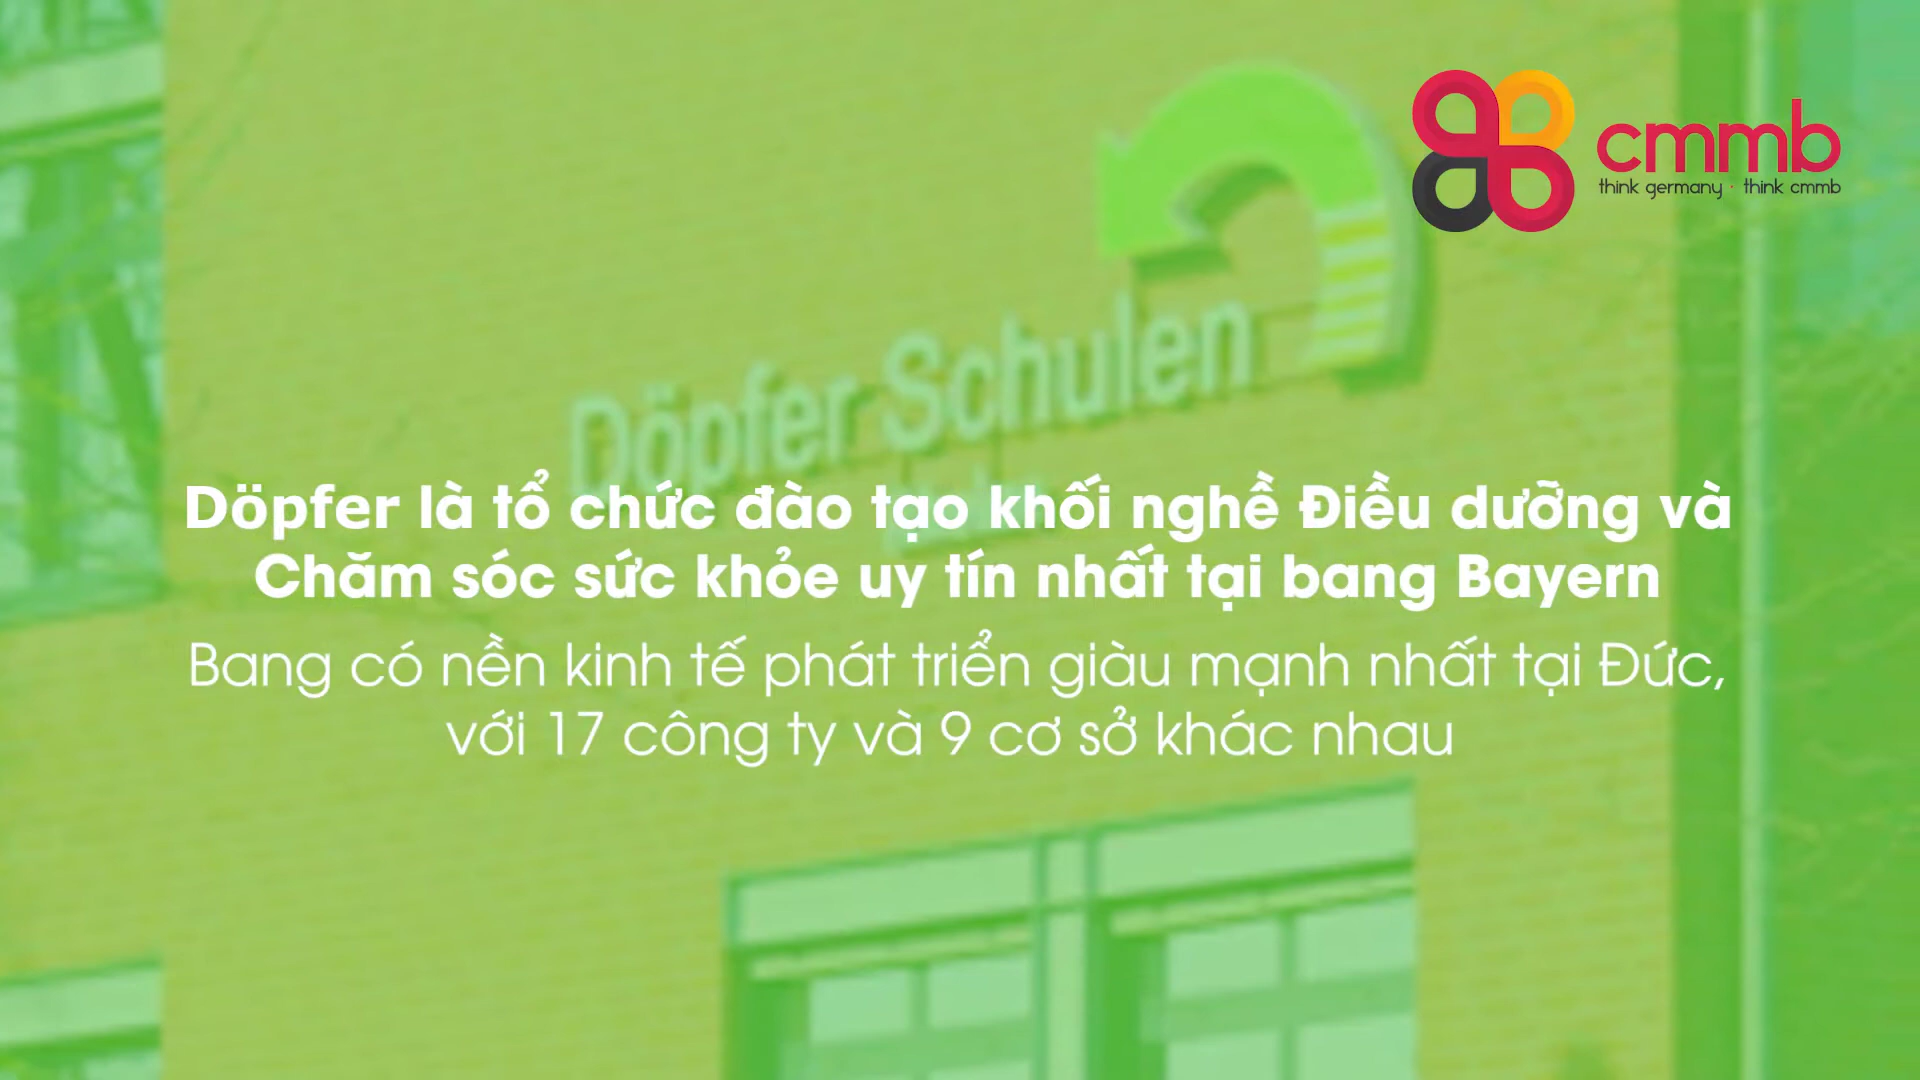 cmmb
think germany · think cmmb
Döpfer Schulen
Döpfer là tổ chức đào tạo khối nghề Điều dưỡng và
Chăm sóc sức khỏe uy tín nhất tại bang Bayern
Bang có nền kinh tế phát triển giàu mạnh nhất tại Đức,
với 17 công ty và 9 cơ sở khác nhau